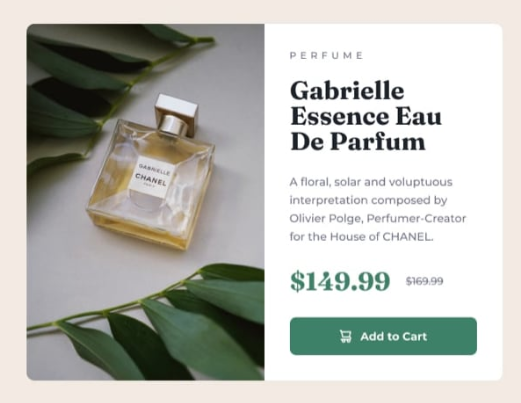 GABRIELLE
CHANEL
PERFUME
Gabrielle
Essence Eau
De Parfum
A floral, solar and voluptuous
interpretation composed by
Olivier Polge, Perfumer-Creator
for the House of CHANEL.
$149.99 $169.99
Add to Cart